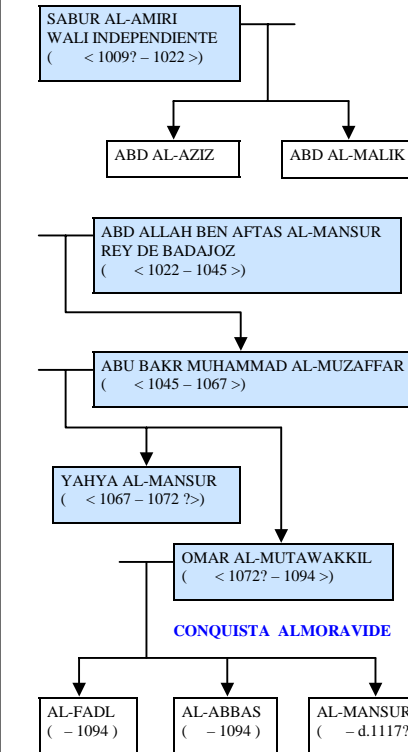 SABUR AL-AMIRI
WALI INDEPENDIENTE
( < 1009? – 1022 >)
ABD AL-AZIZ
ABD AL-MALIK
ABD ALLAH BEN AFTAS AL-MANSUR
REY DE BADAJOZ
( < 1022 – 1045 >)
ABU BAKR MUHAMMAD AL-MUZAFFAR
( < 1045 – 1067 >)
YAHYA AL-MANSUR
( < 1067 – 1072 ?>)
OMAR AL-MUTAWAKKIL
( < 1072? – 1094 >)
CONQUISTA ALMORAVIDE
AL-FADL
( – 1094 )
AL-ABBAS
( – 1094 )
AL-MANSUR
( – d.1117?